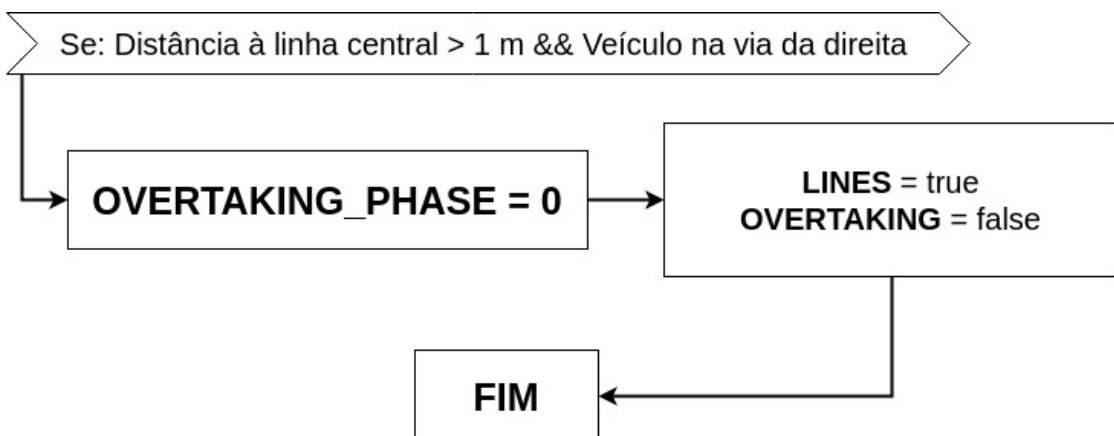 Se: Distância à linha central > 1 m && Veículo na via da direita
OVERTAKING_PHASE = 0
LINES = true
OVERTAKING = false
FIM